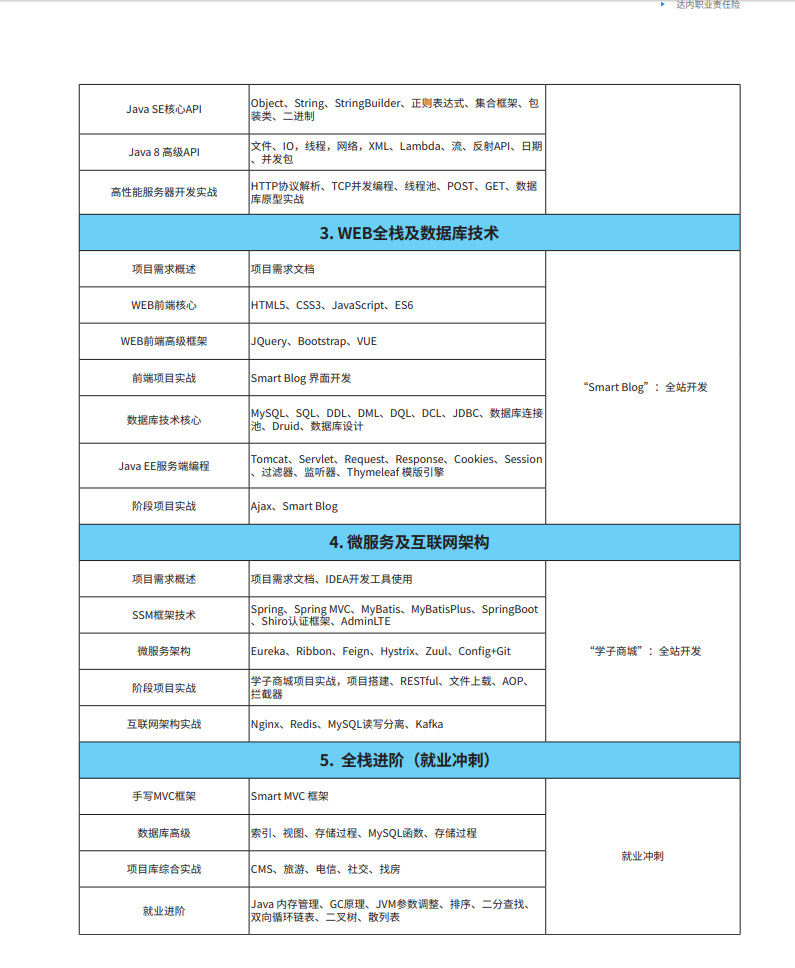 达内职业责任险
Java SE核心API
Object、String、StringBuilder、正则表达式、集合框架、包
装类、二进制
Java 8 高级API
文件、IO，线程，网络，XML、Lambda、流、反射API、日期
、并发包
高性能服务器开发实战
HTTP协议解析、TCP并发编程、线程池、POST、GET、数据
库原型实战
3. WEB全栈及数据库技术
项目需求概述
项目需求文档
WEB前端核心
HTML5、CSS3、JavaScript、ES6
WEB前端高级框架
JQuery、Bootstrap、VUE
前端项目实战
Smart Blog 界面开发
“Smart Blog”：全站开发
数据库技术核心
MySQL、SQL、DDL、DML、DQL、DCL、JDBC、数据库连接
池、Druid、数据库设计
Java EE服务端编程
Tomcat、Servlet、Request、Response、Cookies、Session
、过滤器、监听器、Thymeleaf 模版引擎
阶段项目实战
Ajax、Smart Blog
4. 微服务及互联网架构
项目需求概述
项目需求文档、IDEA开发工具使用
SSM框架技术
Spring、Spring MVC、MyBatis、MyBatisPlus、SpringBoot
、Shiro认证框架、AdminLTE
微服务架构
Eureka、Ribbon、Feign、Hystrix、Zuul、Config+Git
“学子商城”：全站开发
阶段项目实战
学子商城项目实战，项目搭建、RESTful、文件上载、AOP、
拦截器
互联网架构实战
Nginx、Redis、MySQL读写分离、Kafka
5. 全栈进阶（就业冲刺）
手写MVC框架
Smart MVC 框架
数据库高级
索引、视图、存储过程、MySQL函数、存储过程
就业冲刺
项目库综合实战
CMS、旅游、电信、社交、找房
就业进阶
Java 内存管理、GC原理、JVM参数调整、排序、二分查找、
双向循环链表、二叉树、散列表